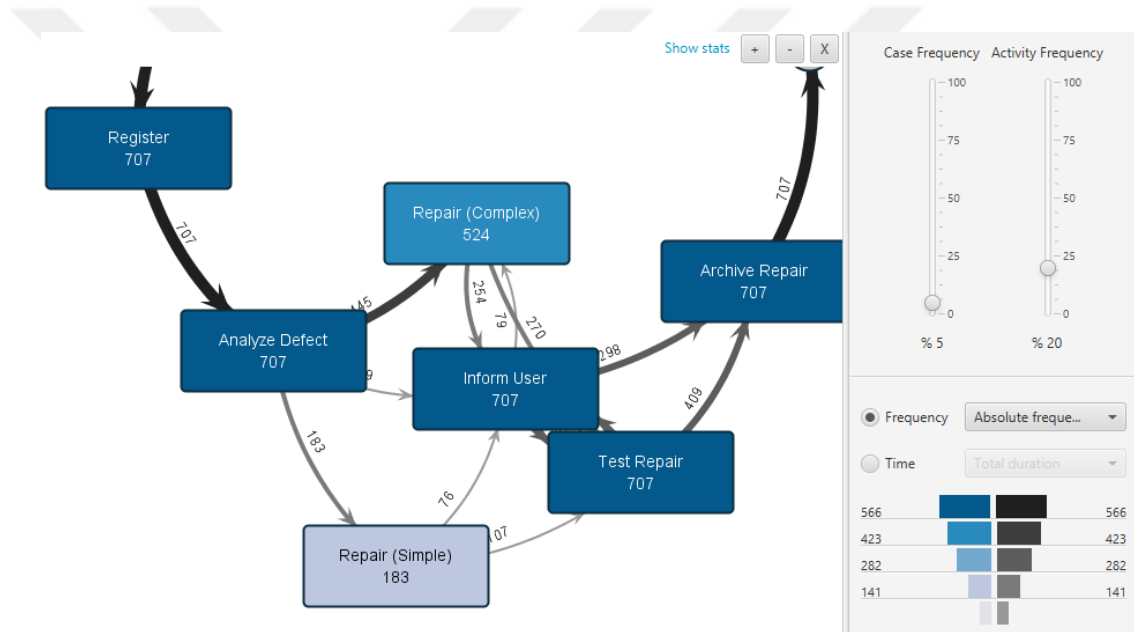 Show stats
+
-
X
Case Frequency
Activity Frequency
100
75
50
25
0
% 5
100
75
50
25
0
% 20
Register
707
707
Repair (Complex)
524
707
Archive Repair
707
254
79
270
Analyze Defect
707
298
Inform User
707
409
183
Test Repair
707
76
Repair (Simple)
183
Frequency
Absolute freque...
Time
Total duration
566
566
423
423
282
282
141
141